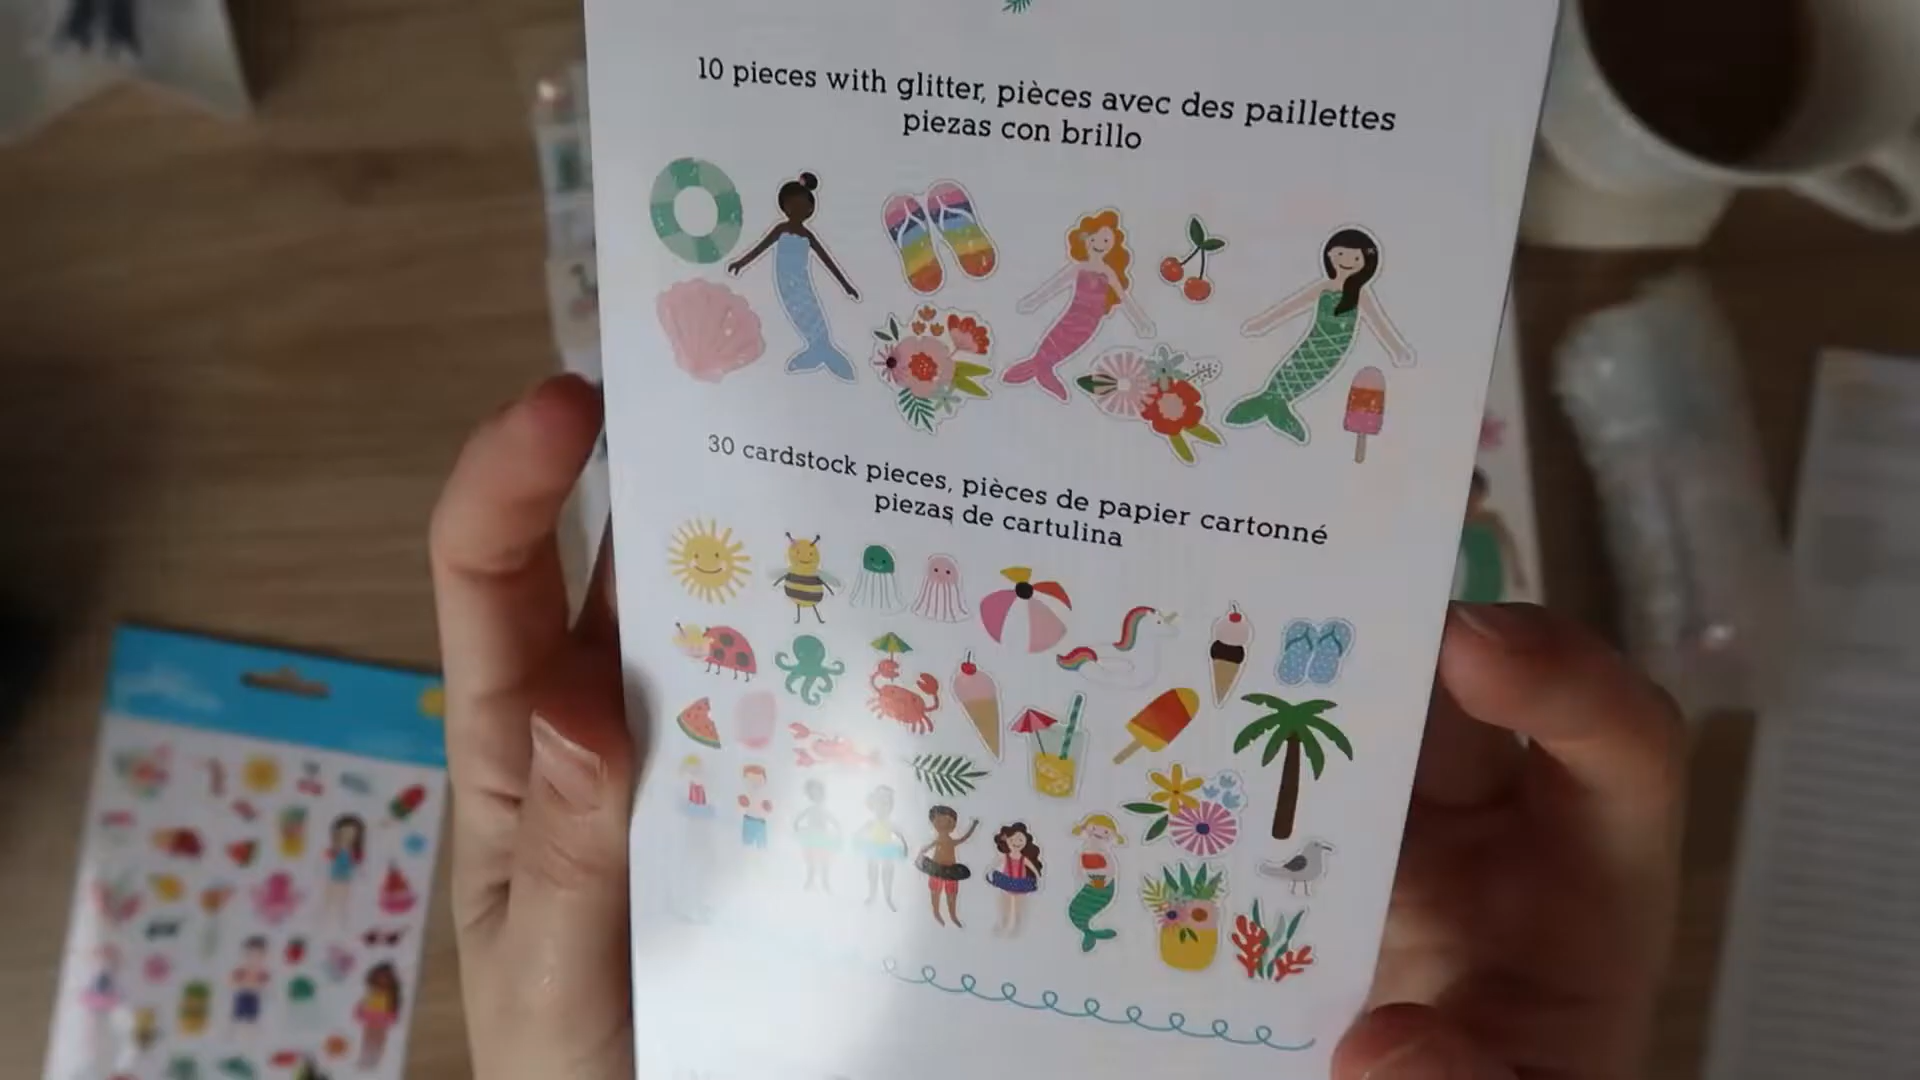 10 pieces with glitter, pièces avec des paillettes
piezas con brillo
30 cardstock pieces, pièces de papier cartonné
piezas de cartulina